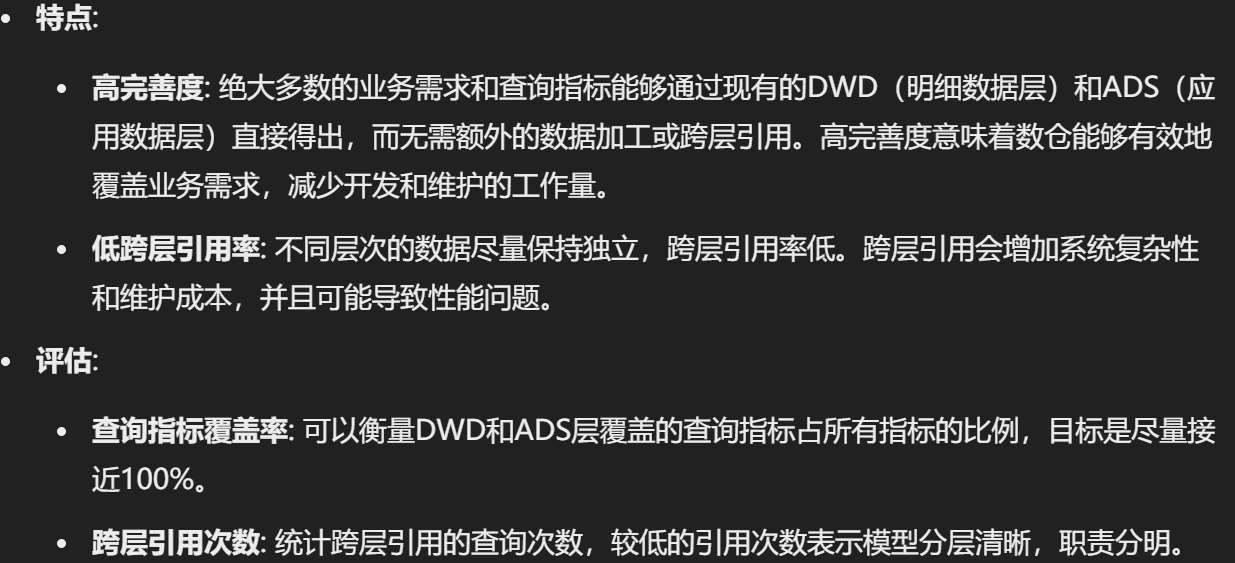 • 特点:
• 高完善度: 绝大多数的业务需求和查询指标能够通过现有的DWD（明细数据层）和ADS（应
用数据层）直接得出，而无需额外的数据加工或跨层引用。高完善度意味着数仓能够有效地
覆盖业务需求，减少开发和维护的工作量。
• 低跨层引用率: 不同层次的数据尽量保持独立，跨层引用率低。跨层引用会增加系统复杂性
和维护成本，并且可能导致性能问题。
• 评估:
• 查询指标覆盖率: 可以衡量DWD和ADS层覆盖的查询指标占所有指标的比例，目标是尽量接
近100%。
• 跨层引用次数: 统计跨层引用的查询次数，较低的引用次数表示模型分层清晰，职责分明。